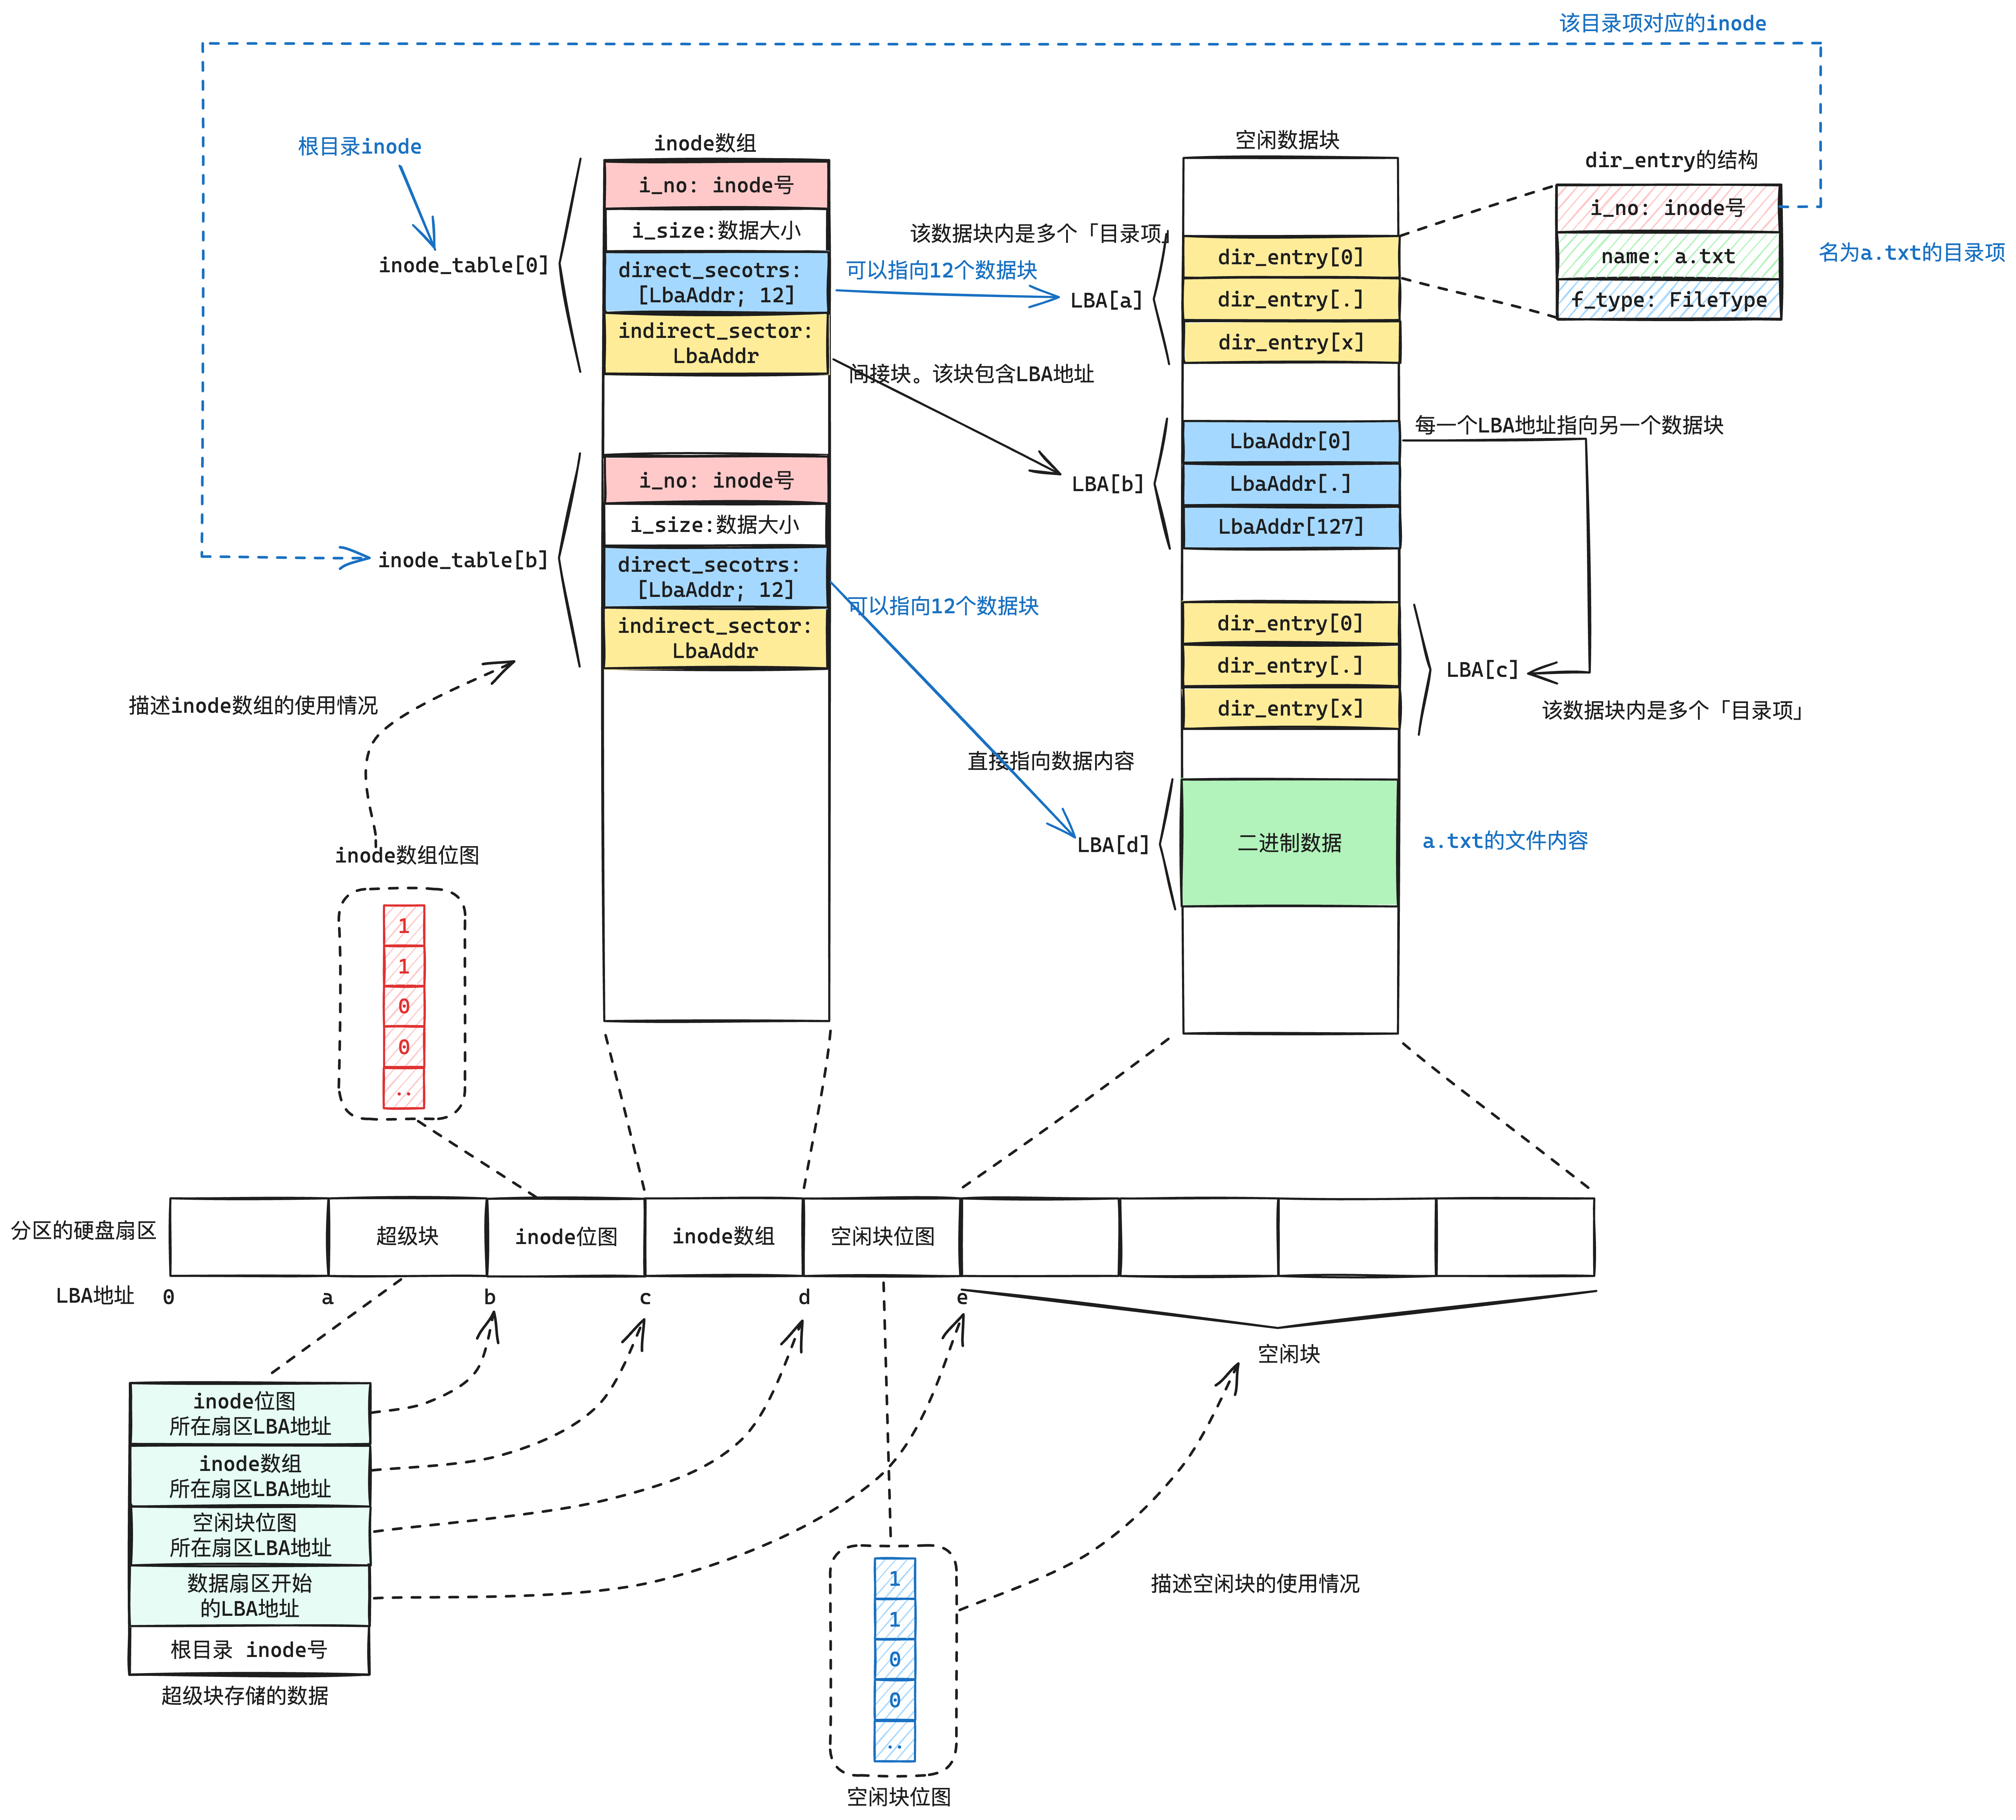 该目录项对应的inode
根目录inode
inode数组
空闲数据块
dir_entry的结构
i_no: inode号
i_size:数据大小
direct_secotrs:
[LbaAddr; 12]
indirect_sector:
LbaAddr
inode_table[0]
该数据块内是多个「目录项」
可以指向12个数据块
LBA[a]
dir_entry[0]
dir_entry[.]
dir_entry[x]
i_no: inode号
name: a.txt
f_type: FileType
名为a.txt的目录项
间接块。该块包含LBA地址
LBA[b]
LbaAddr[0]
LbaAddr[.]
LbaAddr[127]
每一个LBA地址指向另一个数据块
inode_table[b]
i_no: inode号
i_size:数据大小
direct_secotrs:
[LbaAddr; 12]
indirect_sector:
LbaAddr
可以指向12个数据块
dir_entry[0]
dir_entry[.]
dir_entry[x]
LBA[c]
该数据块内是多个「目录项」
描述inode数组的使用情况
直接指向数据内容
LBA[d]
二进制数据
a.txt的文件内容
inode数组位图
1
1
0
0
..
分区的硬盘扇区
超级块
inode位图
inode数组
空闲块位图
LBA地址
0
a
b
c
d
e
空闲块
inode位图
所在扇区LBA地址
inode数组
所在扇区LBA地址
空闲块位图
所在扇区LBA地址
数据扇区开始
的LBA地址
根目录 inode号
超级块存储的数据
1
1
0
0
..
空闲块位图
描述空闲块的使用情况